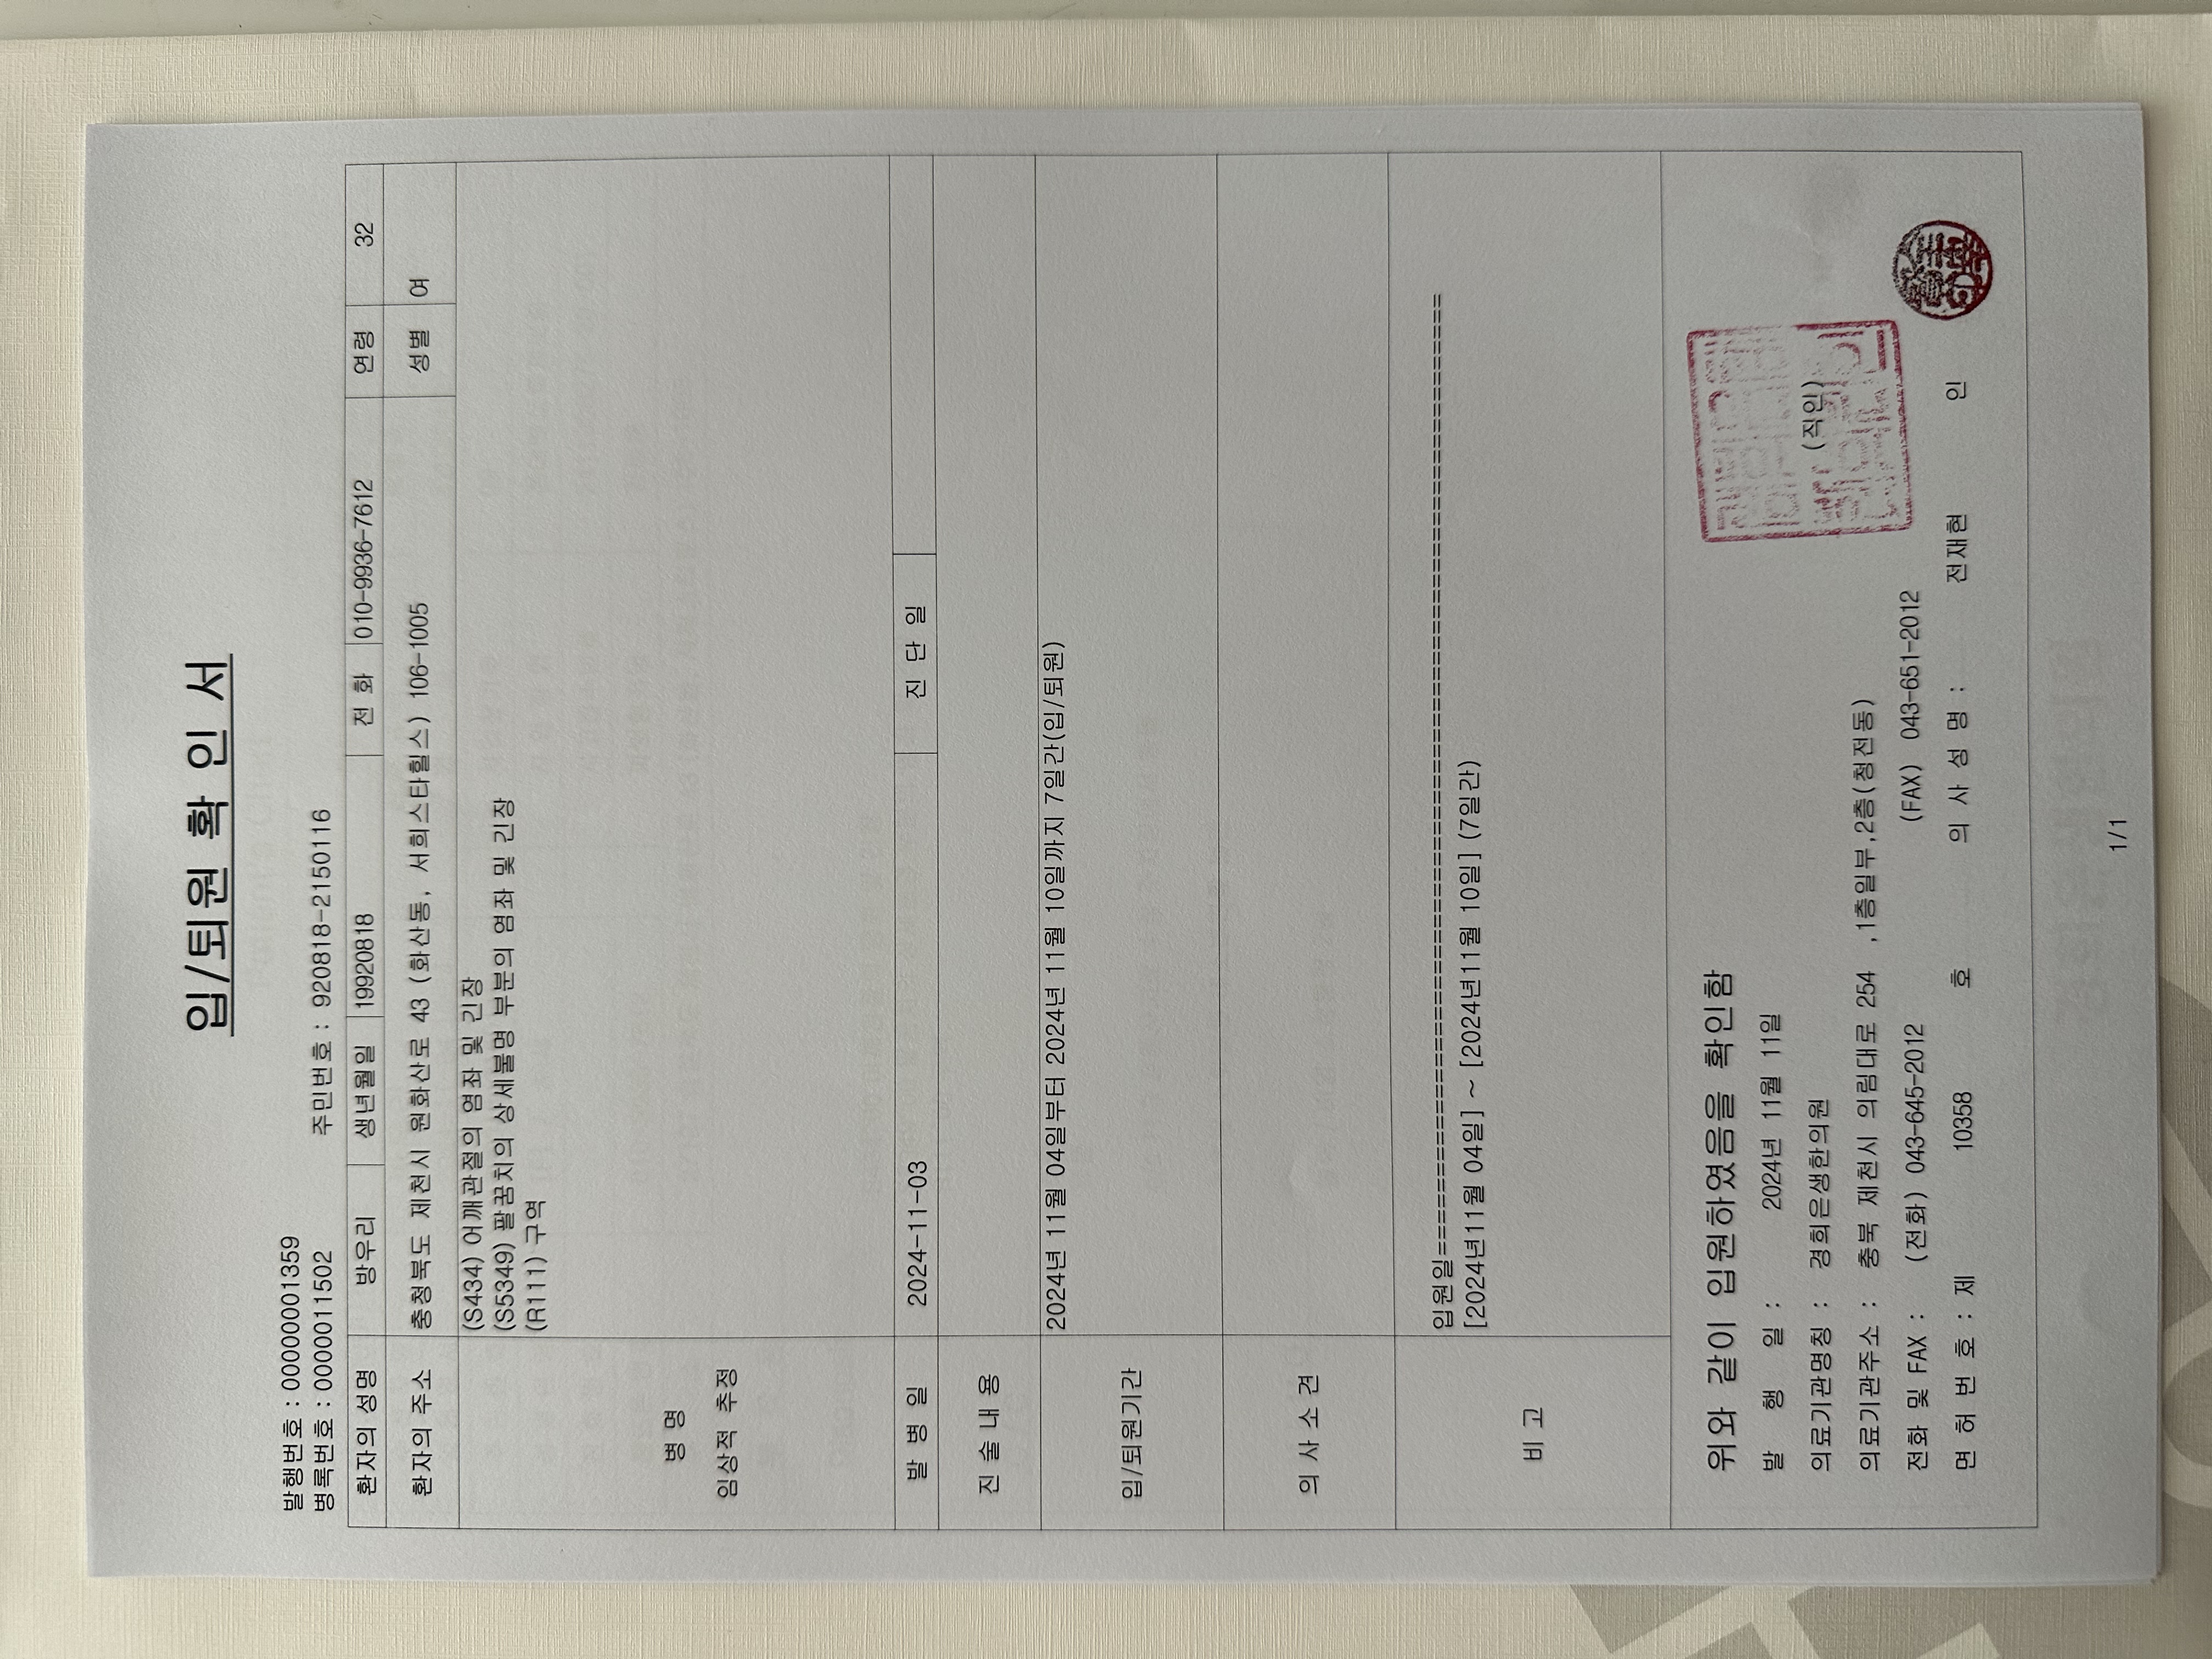 입/퇴원 확 인 서
발행번호 : 0000001359
병록번호 : 0000011502 주민번호 : 920818-2150116
환자의 성명 방우리 생년월일 19920818 전 화 010-9936-7612 연령 32
환자의 주소 충청북도 제천시 원화산로 43 (화산동, 서희스타힐스) 106-1005 성별 여
병 명
임상적 추정
(S434) 어깨관절의 염좌 및 긴장
(S5349) 팔꿈치의 상세불명 부분의 염좌 및 긴장
(R111) 구역
발 병 일 2024-11-03 진 단 일
진 술 내 용
입/퇴원기간 2024년 11월 04일부터 2024년 11월 10일까지 7일간(입/퇴원)
의 사 소 견
비 고
입원일==========================================================================
[2024년11월 04일] ~ [2024년11월 10일] (7일간)
위와 같이 입원하였음을 확인함
발 행 일 : 2024년 11월 11일
의료기관명칭 : 경희은생한의원
의료기관주소 : 충북 제천시 의림대로 254 ,1층일부,2층(청전동)
(직인)
전화 및 FAX : (전화) 043-645-2012 (FAX) 043-651-2012
면 허 번 호 : 제 10358 호 의 사 성 명 : 전재현 인
1/1